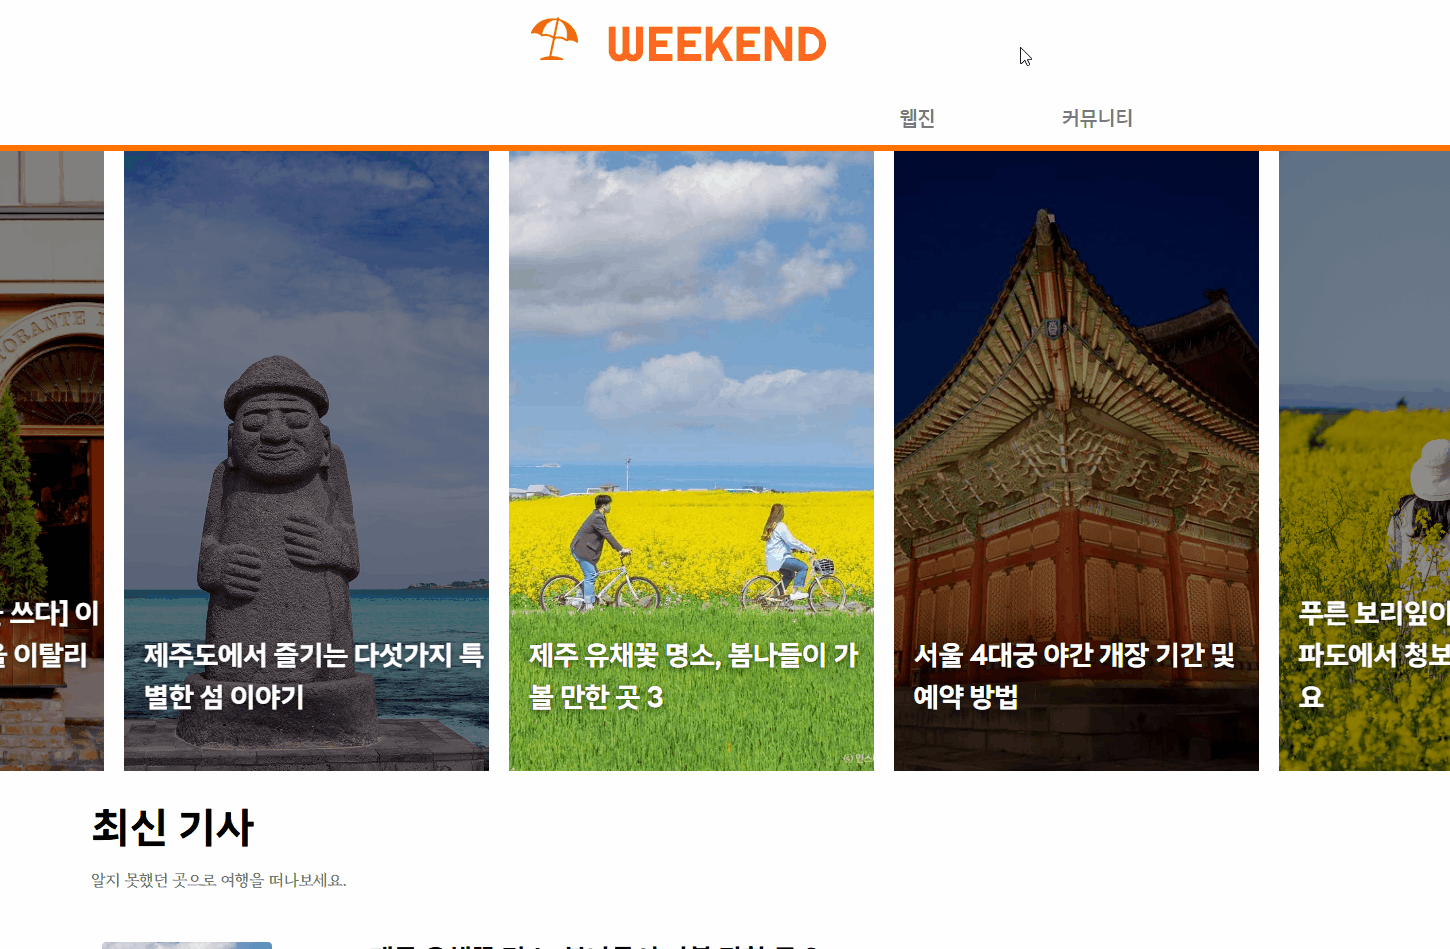 WEEKEND
웹진
커뮤니티
쓰다] 이
이탈리
제주도에서 즐기는 다섯가지 특
별한 섬 이야기
제주 유채꽃 명소, 봄나들이 가
볼 만한 곳 3
서울 4대궁 야간 개장 기간 및
예약 방법
푸른 보리잎이
파도에서 청보
요
최신 기사
알지 못했던 곳으로 여행을 떠나보세요.